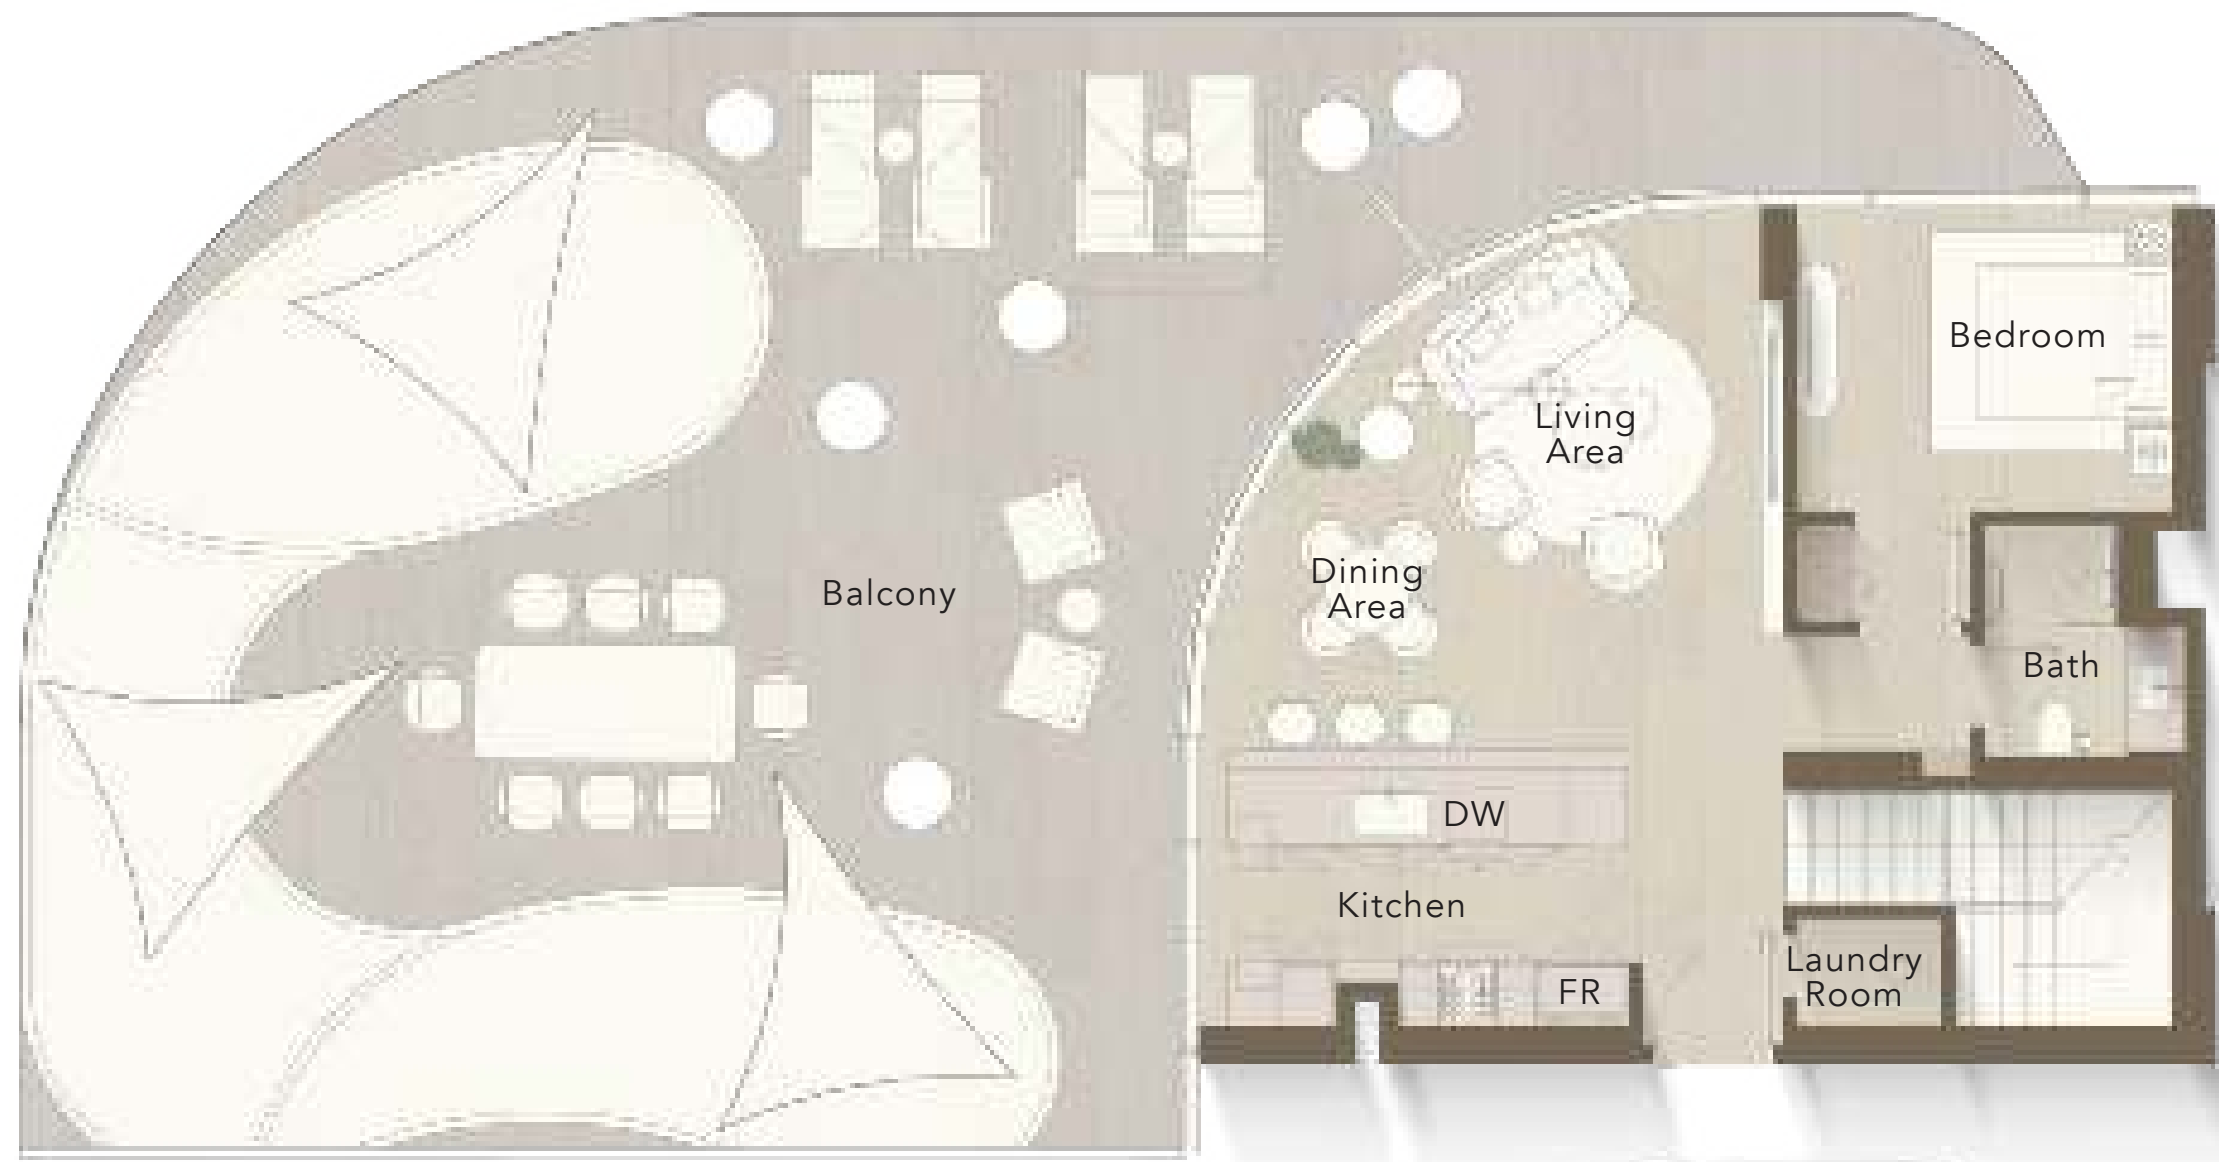 Bedroom
Living
Area
Dining
Area
Balcony
Bath
DW
Kitchen
Laundry
Room
FR